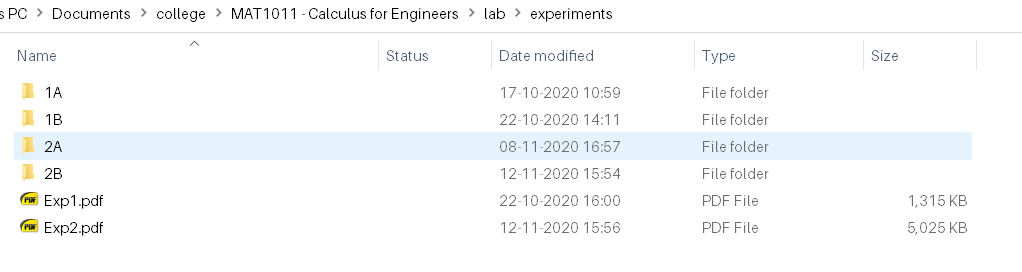 s PC > Documents > college > MAT1011 - Calculus for Engineers > lab > experiments
Name Status Date modified Type Size
1A 17-10-2020 10:59 File folder
1B 22-10-2020 14:11 File folder
2A 08-11-2020 16:57 File folder
2B 12-11-2020 15:54 File folder
PDF Exp1.pdf 22-10-2020 16:00 PDF File 1,315 KB
PDF Exp2.pdf 12-11-2020 15:56 PDF File 5,025 KB